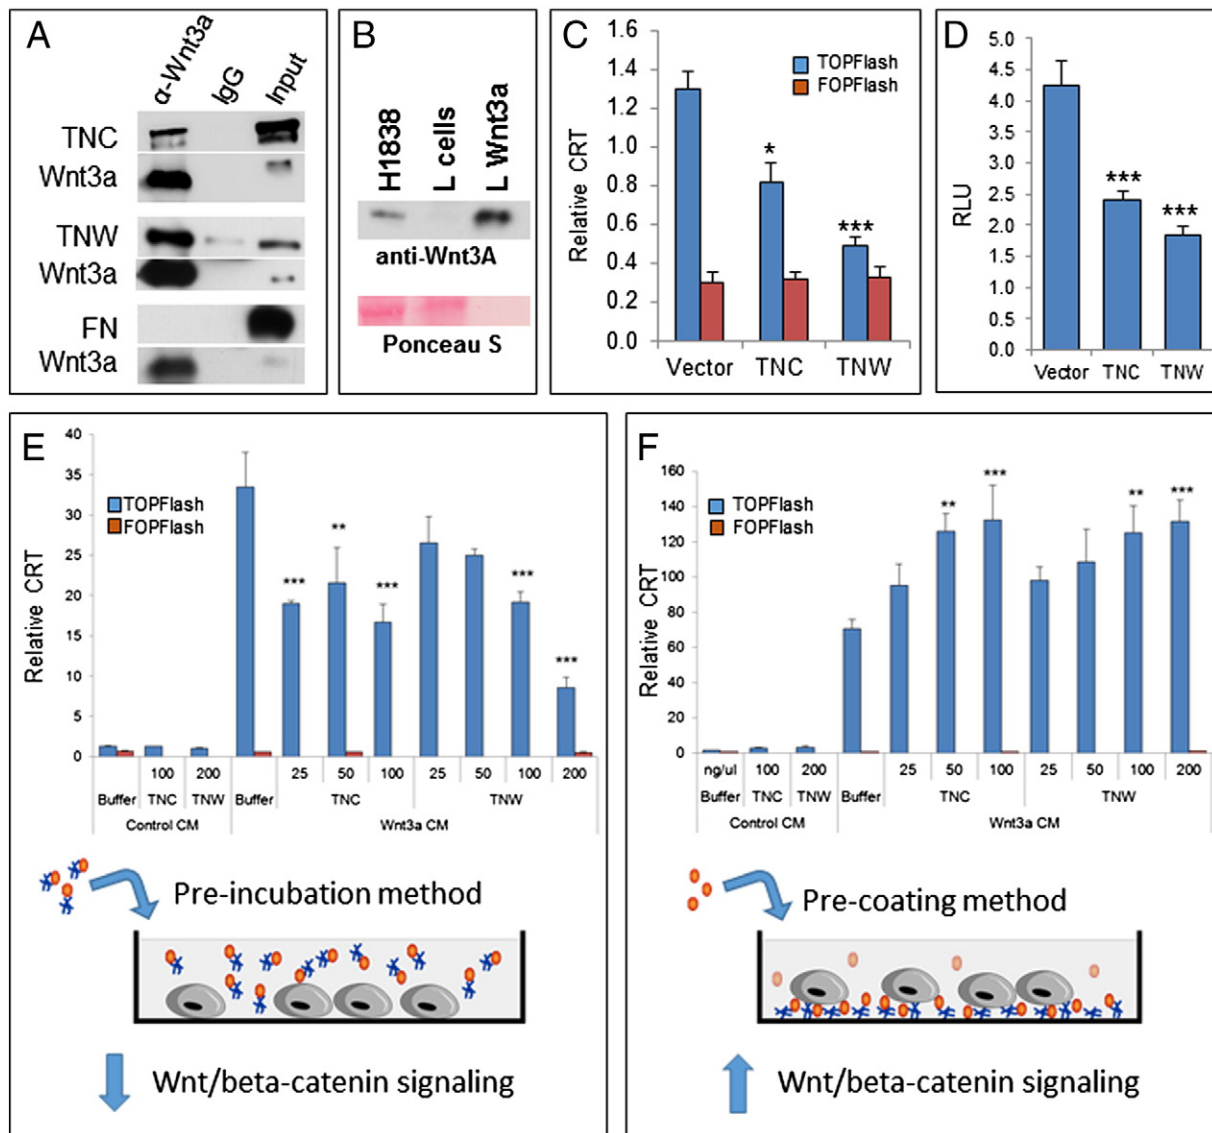 A
α-Wnt3a
IgG
Input
TNC
Wnt3a
TNW
Wnt3a
FN
Wnt3a
B
H1838
L cells
L Wnt3a
anti-Wnt3A
Ponceau S
C
Relative CRT
1.6
1.4
1.2
1.0
0.8
0.6
0.4
0.2
0.0
TOPFlash
FOPFlash
*
***
Vector TNC TNW
D
RLU
5.0
4.5
4.0
3.5
3.0
2.5
2.0
1.5
1.0
0.5
0.0
***
***
Vector TNC TNW
E
Relative CRT
40
35
30
25
20
15
10
5
0
TOPFlash
FOPFlash
***
**
***
***
***
100 200 25 50 100 25 50 100 200
Buffer TNC TNW Buffer TNC TNW
Control CM Wnt3a CM
Pre-incubation method
Wnt/beta-catenin signaling
F
Relative CRT
160
140
120
100
80
60
40
20
0
TOPFlash
FOPFlash
**
***
**
***
ng/ul 100 200 25 50 100 25 50 100 200
Buffer TNC TNW Buffer TNC TNW
Control CM Wnt3a CM
Pre-coating method
Wnt/beta-catenin signaling